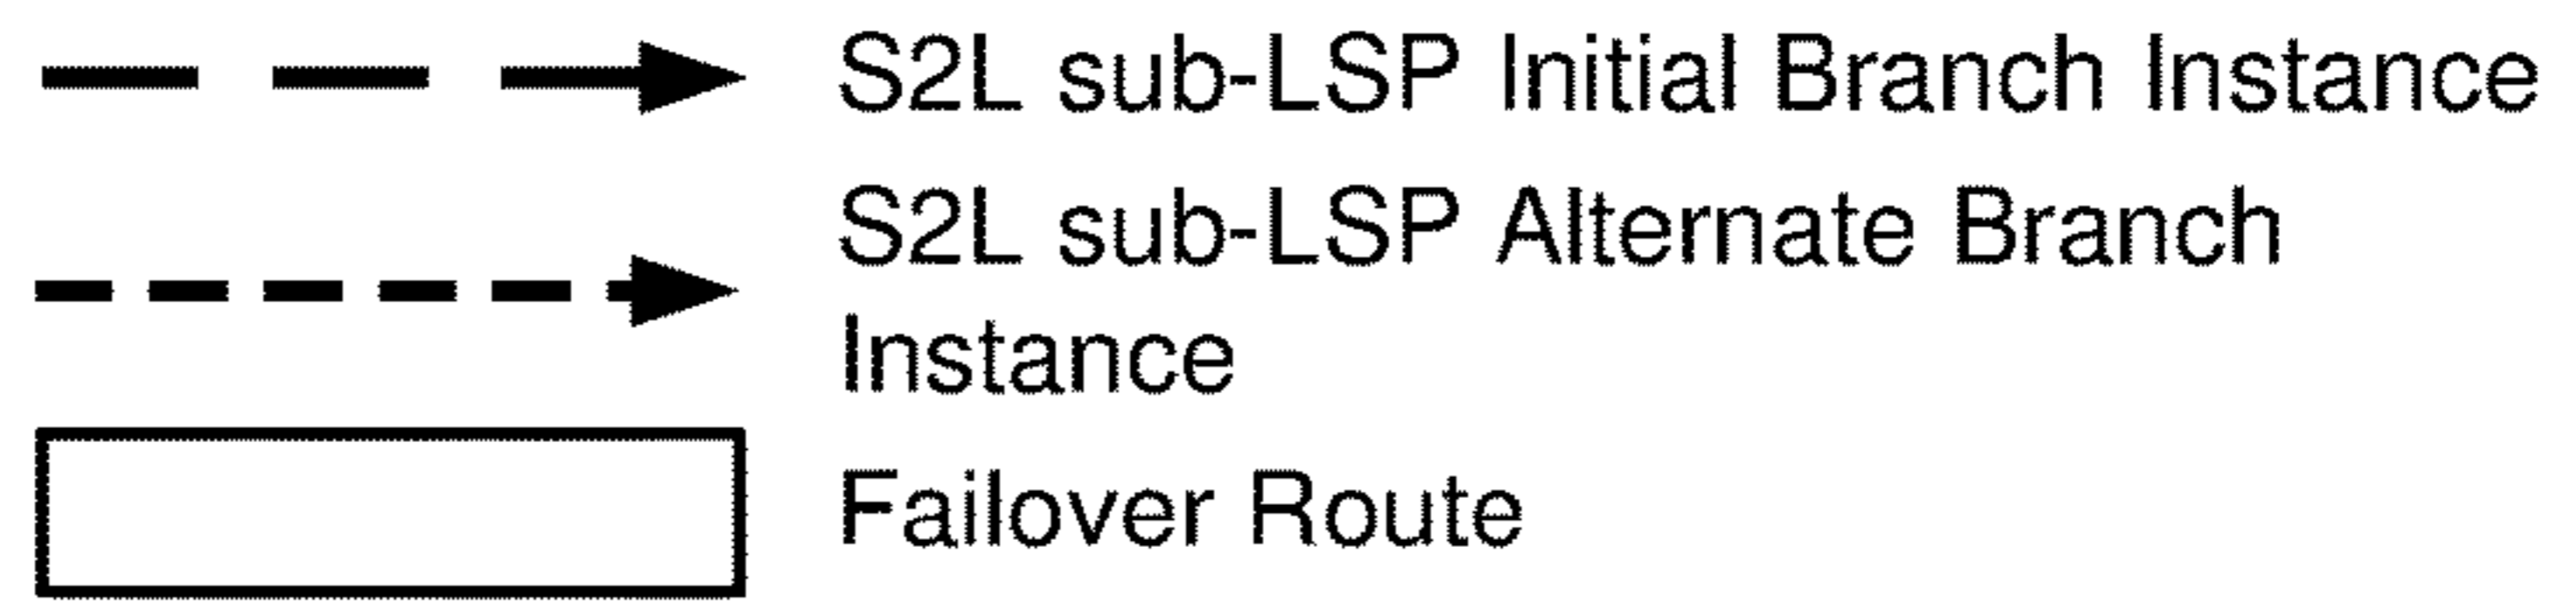 S2L sub-LSP Initial Branch Instance
S2L sub-LSP Alternate Branch
Instance
Failover Route